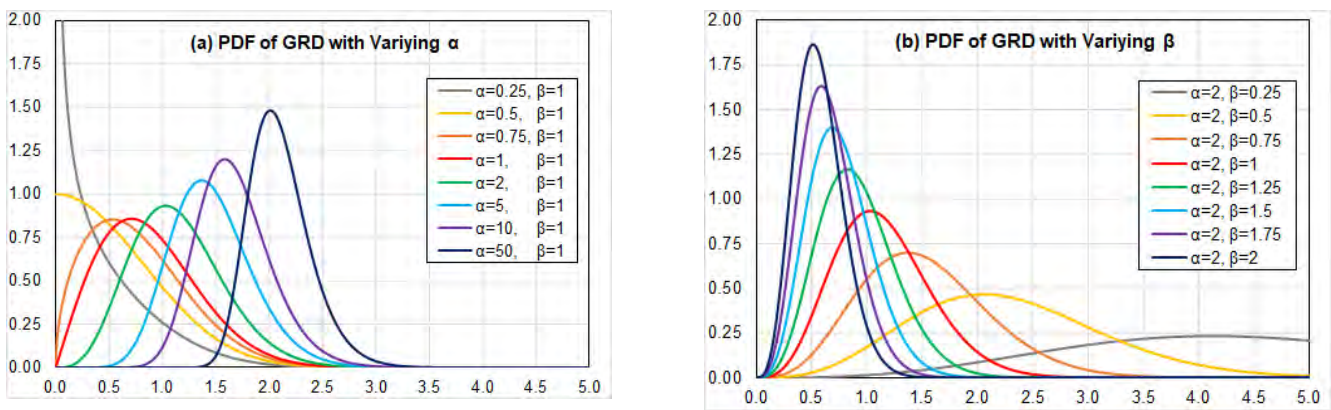 (a) PDF of GRD with Variying α
2.00
1.75
1.50
1.25
1.00
0.75
0.50
0.25
0.00
0.0 0.5 1.0 1.5 2.0 2.5 3.0 3.5 4.0 4.5 5.0
α=0.25, β=1
α=0.5, β=1
α=0.75, β=1
α=1, β=1
α=2, β=1
α=5, β=1
α=10, β=1
α=50, β=1
(b) PDF of GRD with Variying β
2.00
1.75
1.50
1.25
1.00
0.75
0.50
0.25
0.00
0.0 0.5 1.0 1.5 2.0 2.5 3.0 3.5 4.0 4.5 5.0
α=2, β=0.25
α=2, β=0.5
α=2, β=0.75
α=2, β=1
α=2, β=1.25
α=2, β=1.5
α=2, β=1.75
α=2, β=2